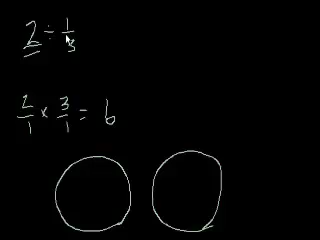 2 ÷ 1/3
2/1 × 3/1 = 6